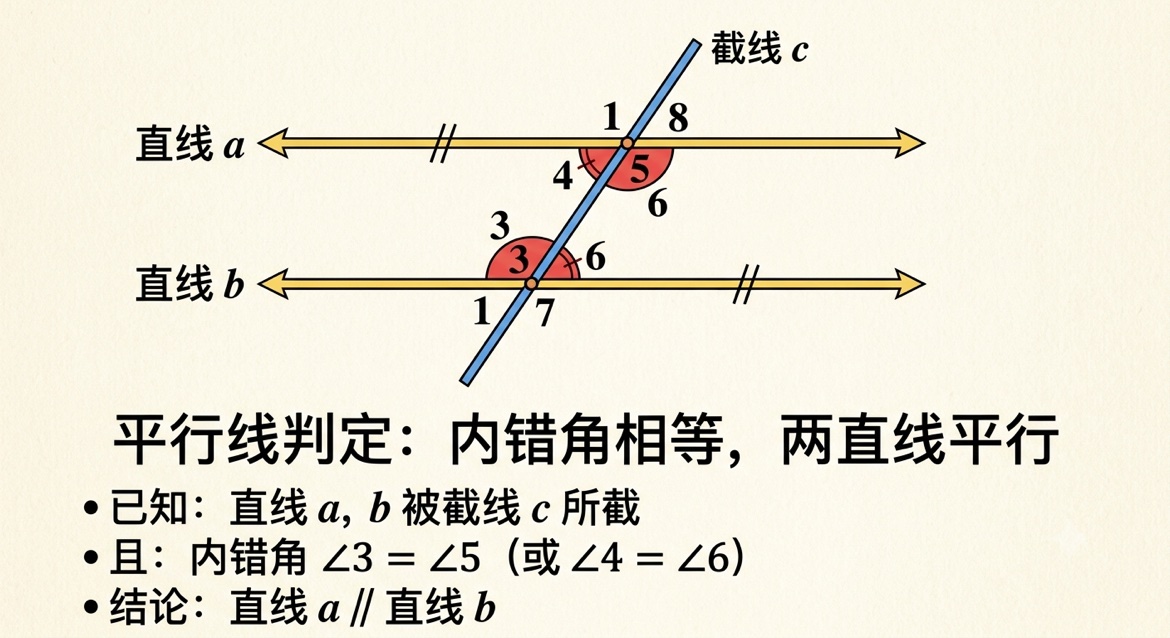 截线 c
1 8
直线 a
4 5
6
3
3 6
直线 b
1 7
平行线判定：内错角相等，两直线平行
• 已知：直线 a, b 被截线 c 所截
• 且：内错角 ∠3 = ∠5（或 ∠4 = ∠6）
• 结论：直线 a // 直线 b